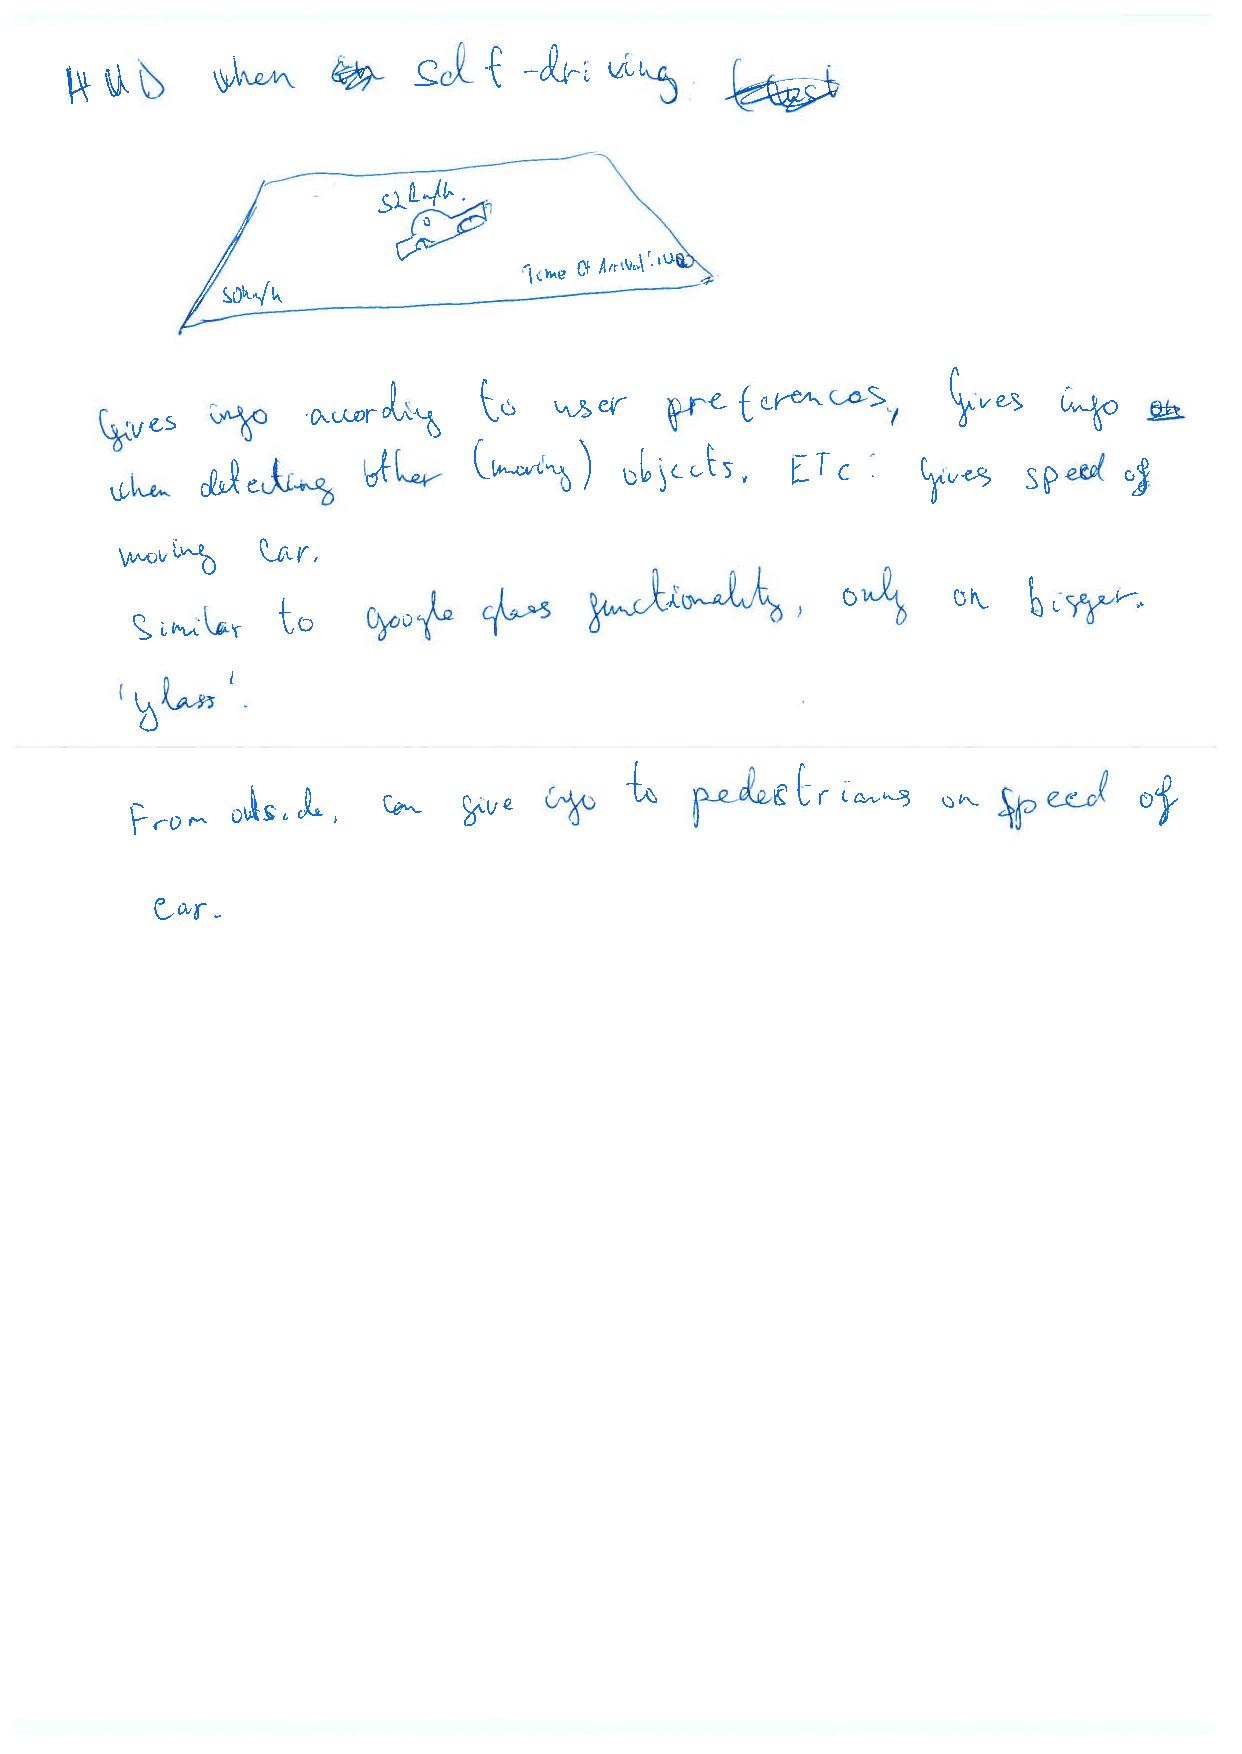 HUD when self-driving
52km/h.
Time Of Arrival:
50km/h
Gives info according to user preferences, Gives info
when detecting other (moving) objects. ETC: Gives speed of
moving car.
Similar to google glass functionality, only on bigger.
'glass'.
From outside, can give info to pedestrians on speed of
car.